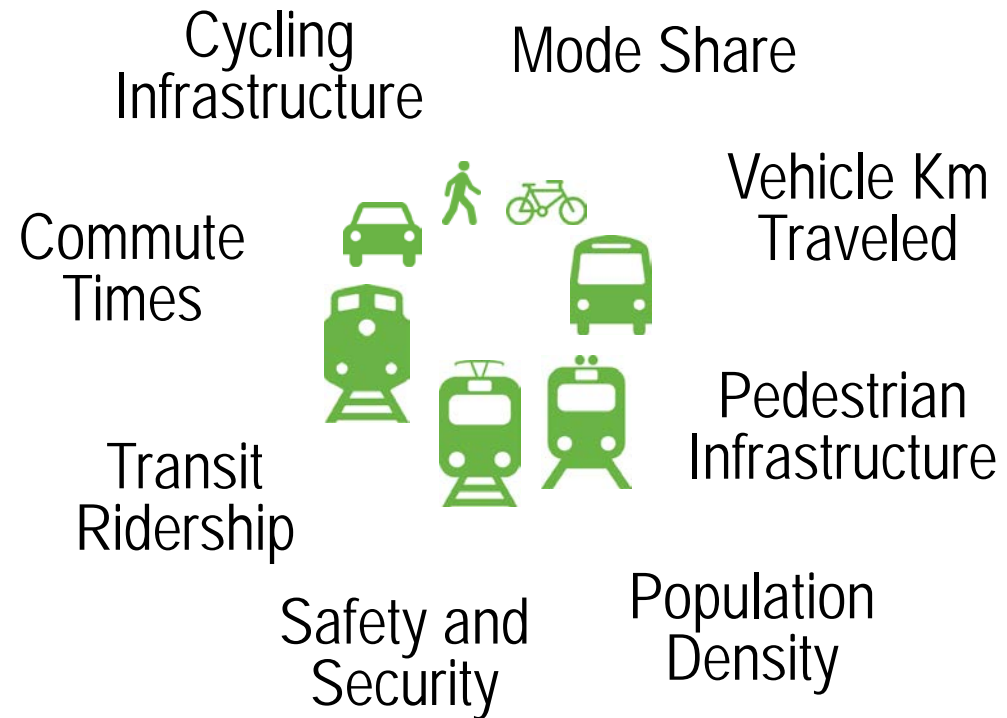 Cycling
Infrastructure
Mode Share
Vehicle Km
Traveled
Commute
Times
Pedestrian
Infrastructure
Transit
Ridership
Population
Density
Safety and
Security